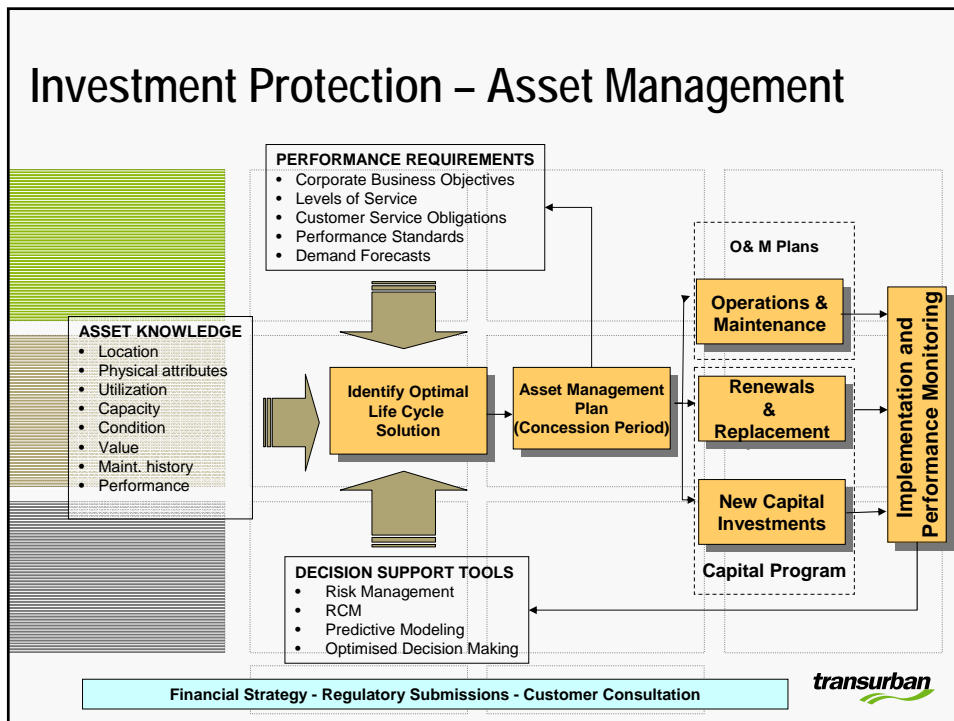 Investment Protection – Asset Management
PERFORMANCE REQUIREMENTS
• Corporate Business Objectives
• Levels of Service
• Customer Service Obligations
• Performance Standards
• Demand Forecasts
ASSET KNOWLEDGE
• Location
• Physical attributes
• Utilization
• Capacity
• Condition
• Value
• Maint. history
• Performance
Identify Optimal
Life Cycle
Solution
Asset Management
Plan
(Concession Period)
O& M Plans
Operations &
Maintenance
Renewals
&
Replacement
New Capital
Investments
Capital Program
Implementation and
Performance Monitoring
DECISION SUPPORT TOOLS
• Risk Management
• RCM
• Predictive Modeling
• Optimised Decision Making
Financial Strategy - Regulatory Submissions - Customer Consultation
transurban